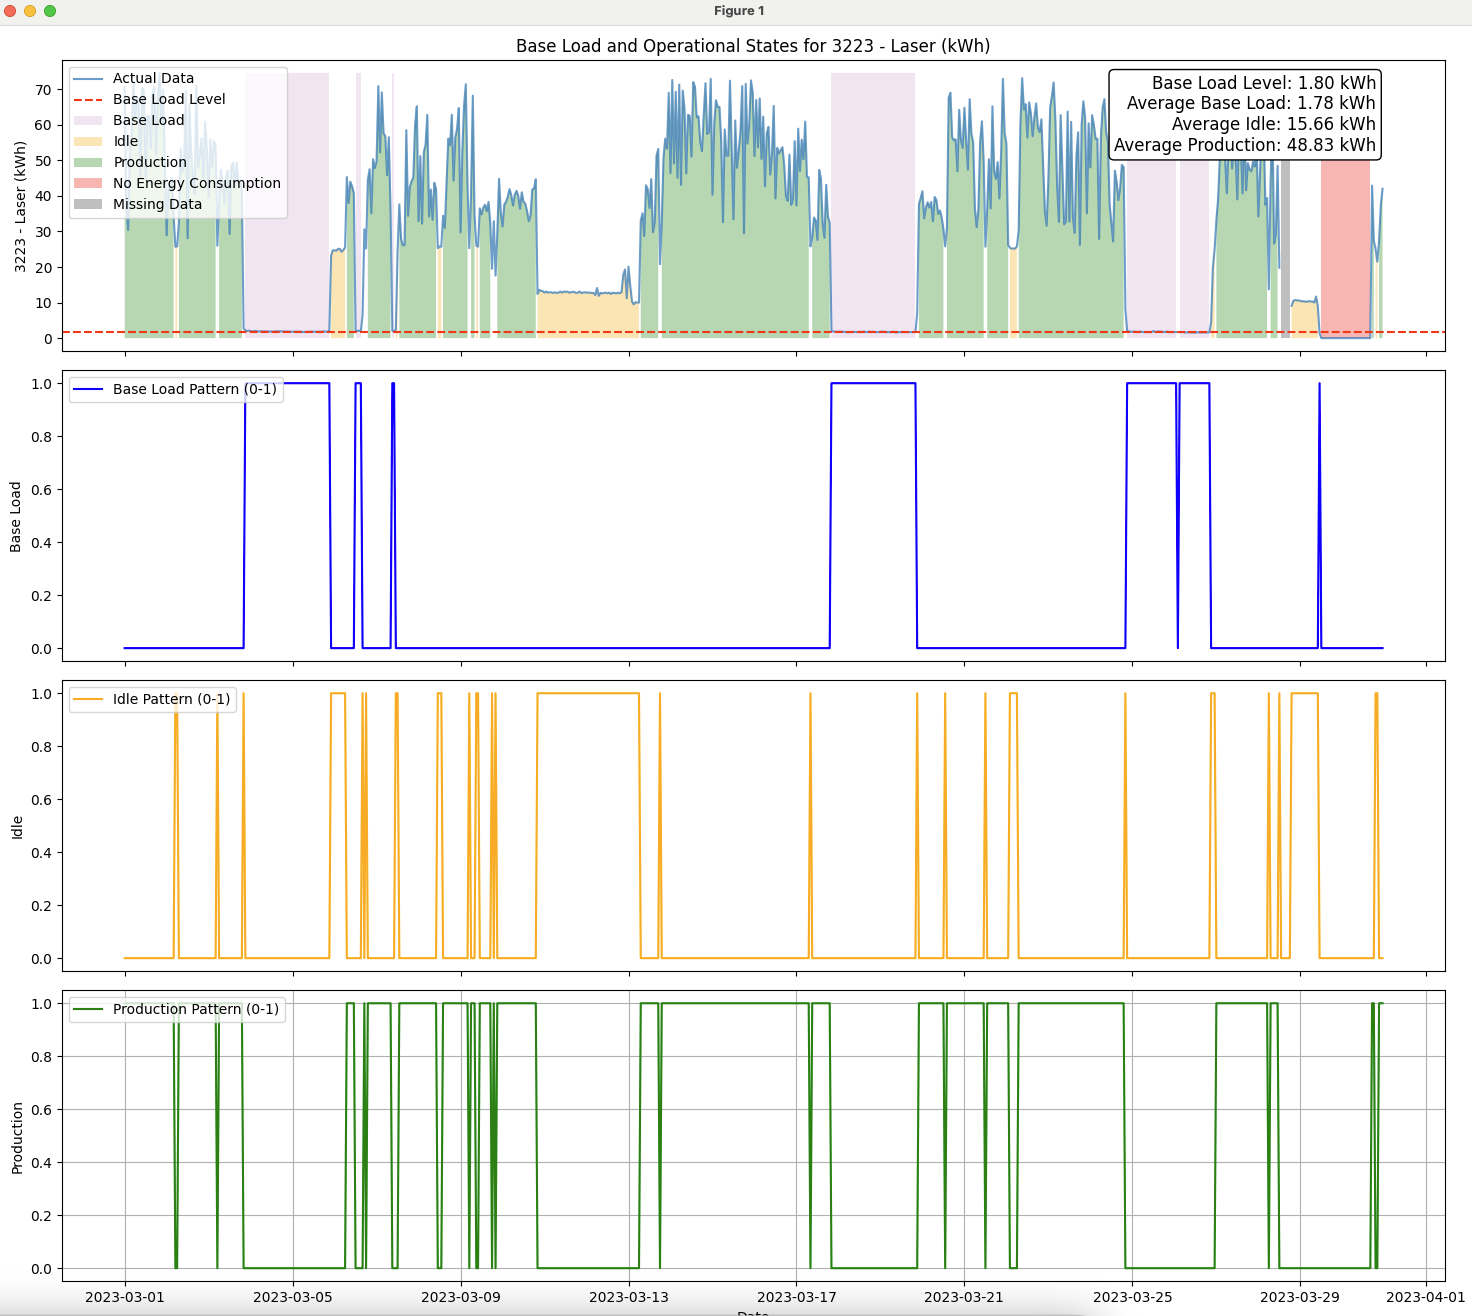 Figure 1
Base Load and Operational States for 3223 - Laser (kWh)
3223 - Laser (kWh)
70
60
50
40
30
20
10
0
Actual Data
Base Load Level
Base Load
Idle
Production
No Energy Consumption
Missing Data
Base Load Level: 1.80 kWh
Average Base Load: 1.78 kWh
Average Idle: 15.66 kWh
Average Production: 48.83 kWh
Base Load
1.0
0.8
0.6
0.4
0.2
0.0
Base Load Pattern (0-1)
Idle
1.0
0.8
0.6
0.4
0.2
0.0
Idle Pattern (0-1)
Production
1.0
0.8
0.6
0.4
0.2
0.0
Production Pattern (0-1)
2023-03-01 2023-03-05 2023-03-09 2023-03-13 2023-03-17 2023-03-21 2023-03-25 2023-03-29 2023-04-01
Date